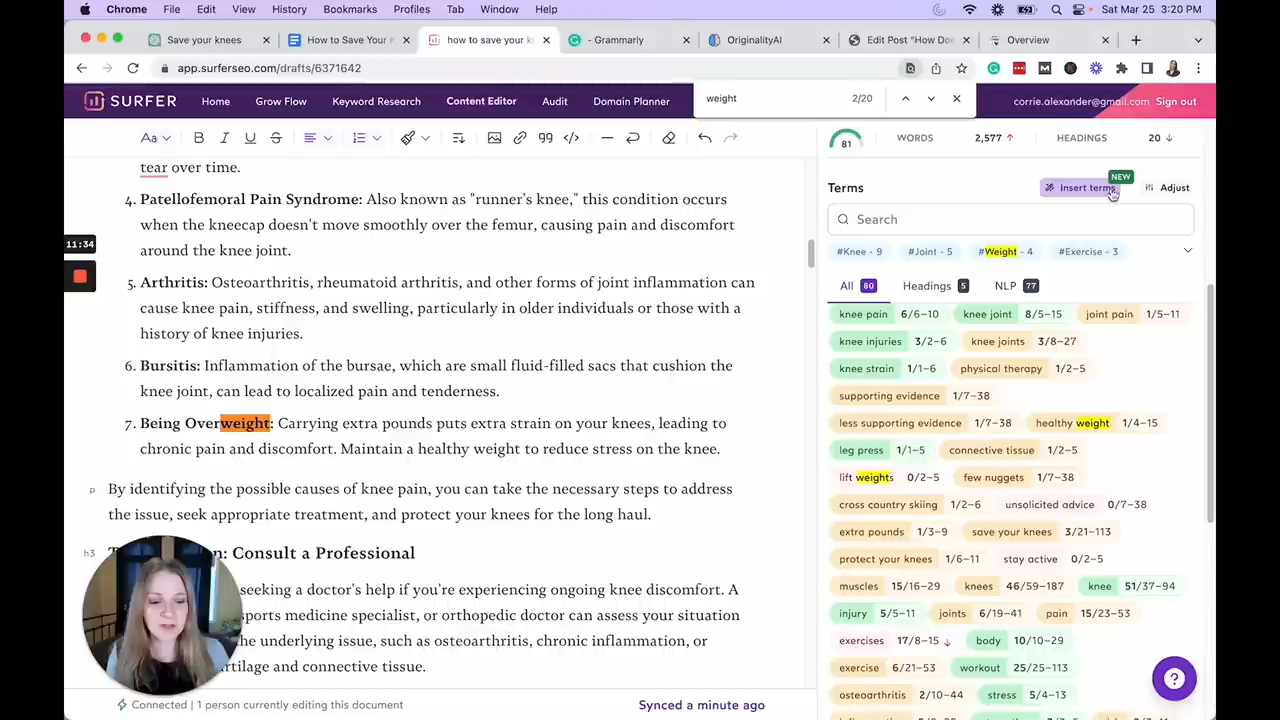 Chrome File Edit View History Bookmarks Profiles Tab Window Help Sat Mar 25 3:20 PM
Save your knees
How to Save Your K
how to save your k
- Grammarly
OriginalityAI
Edit Post "How Does
Overview
app.surferseo.com/drafts/6371642
weight 2/20
SURFER Home Grow Flow Keyword Research Content Editor Audit Domain Planner corrie.alexander@gmail.com Sign out
Aa B I U S
81 WORDS 2,577 HEADINGS 20
tear over time.
4. Patellofemoral Pain Syndrome: Also known as "runner's knee," this condition occurs
when the kneecap doesn't move smoothly over the femur, causing pain and discomfort
around the knee joint.
5. Arthritis: Osteoarthritis, rheumatoid arthritis, and other forms of joint inflammation can
cause knee pain, stiffness, and swelling, particularly in older individuals or those with a
history of knee injuries.
6. Bursitis: Inflammation of the bursae, which are small fluid-filled sacs that cushion the
knee joint, can lead to localized pain and tenderness.
7. Being Overweight: Carrying extra pounds puts extra strain on your knees, leading to
chronic pain and discomfort. Maintain a healthy weight to reduce stress on the knee.
p By identifying the possible causes of knee pain, you can take the necessary steps to address
the issue, seek appropriate treatment, and protect your knees for the long haul.
h3 n: Consult a Professional
seeking a doctor's help if you're experiencing ongoing knee discomfort. A
ports medicine specialist, or orthopedic doctor can assess your situation
he underlying issue, such as osteoarthritis, chronic inflammation, or
rtilage and connective tissue.
11:34
Connected | 1 person currently editing this document Synced a minute ago
NEW
Terms Insert terms Adjust
Search
#Knee - 9 #Joint - 5 #Weight - 4 #Exercise - 3
All 80 Headings 5 NLP 77
knee pain 6/6-10 knee joint 8/5-15 joint pain 1/5-11
knee injuries 3/2-6 knee joints 3/8-27
knee strain 1/1-6 physical therapy 1/2-5
supporting evidence 1/7-38
less supporting evidence 1/7-38 healthy weight 1/4-15
leg press 1/1-5 connective tissue 1/2-5
lift weights 0/2-5 few nuggets 1/7-38
cross country skiing 1/2-6 unsolicited advice 0/7-38
extra pounds 1/3-9 save your knees 3/21-113
protect your knees 1/6-11 stay active 0/2-5
muscles 15/16-29 knees 46/59-187 knee 51/37-94
injury 5/5-11 joints 6/19-41 pain 15/23-53
exercises 17/8-15 body 10/10-29
exercise 6/21-53 workout 25/25-113
osteoarthritis 2/10-44 stress 5/4-13